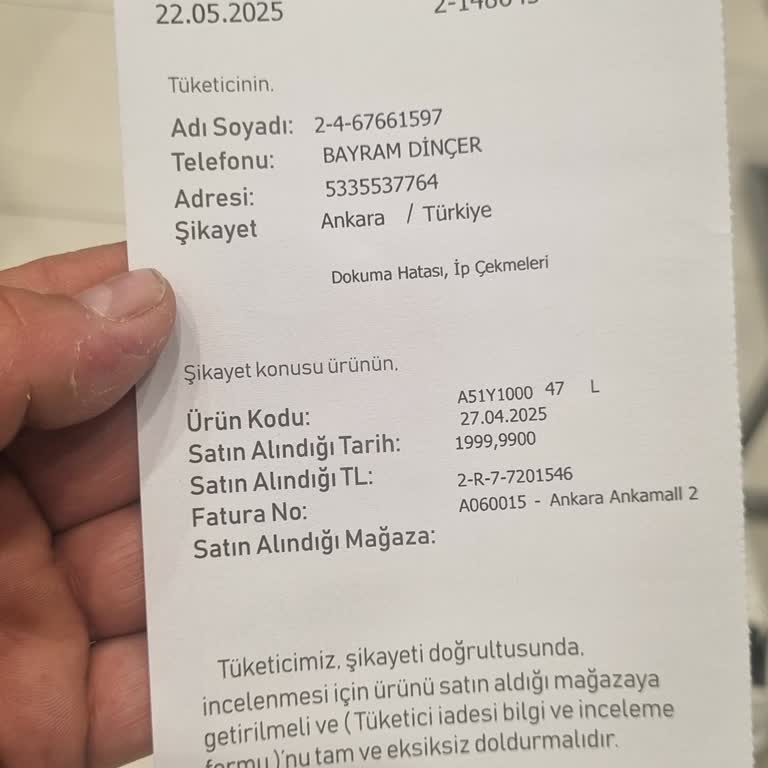 22.05.2025
Tüketicinin.
Adı Soyadı: 2-4-67661597
Telefonu: BAYRAM DİNÇER
Adresi: 5335537764
Şikayet Ankara / Türkiye
Dokuma Hatası, İp Çekmeleri
Şikayet konusu ürünün.
Ürün Kodu: A51Y1000 47 L
Satın Alındığı Tarih: 27.04.2025
Satın Alındığı TL: 1999,9900
Fatura No: 2-R-7-7201546
Satın Alındığı Mağaza: A060015 - Ankara Ankamall 2
Tüketicimiz, şikayeti doğrultusunda,
incelenmesi için ürünü satın aldığı mağazaya
getirilmeli ve ( Tüketici iadesi bilgi ve inceleme
formu )'nu tam ve eksiksiz doldurmalıdır.